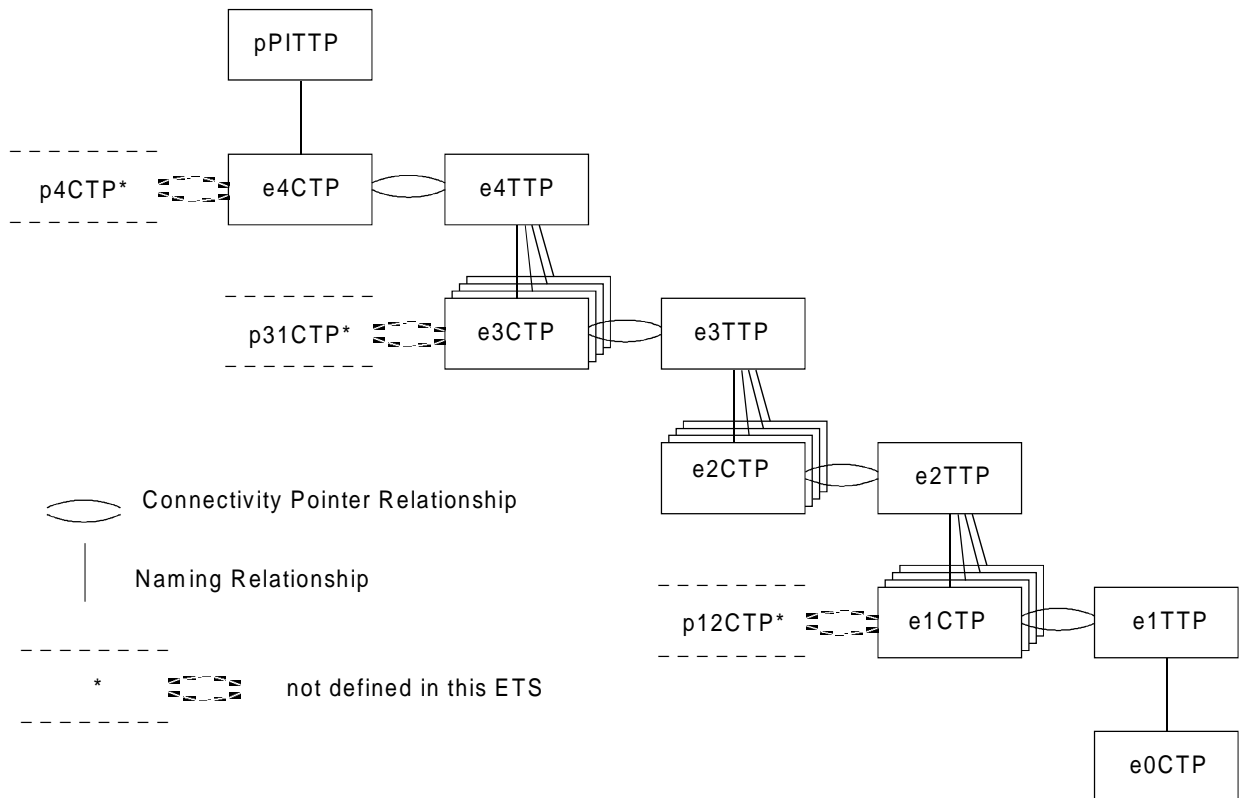 pPITTP
p4CTP*
e4CTP
e4TTP
p31CTP*
e3CTP
e3TTP
e2CTP
e2TTP
Connectivity Pointer Relationship
Naming Relationship
p12CTP*
e1CTP
e1TTP
*
not defined in this ETS
e0CTP